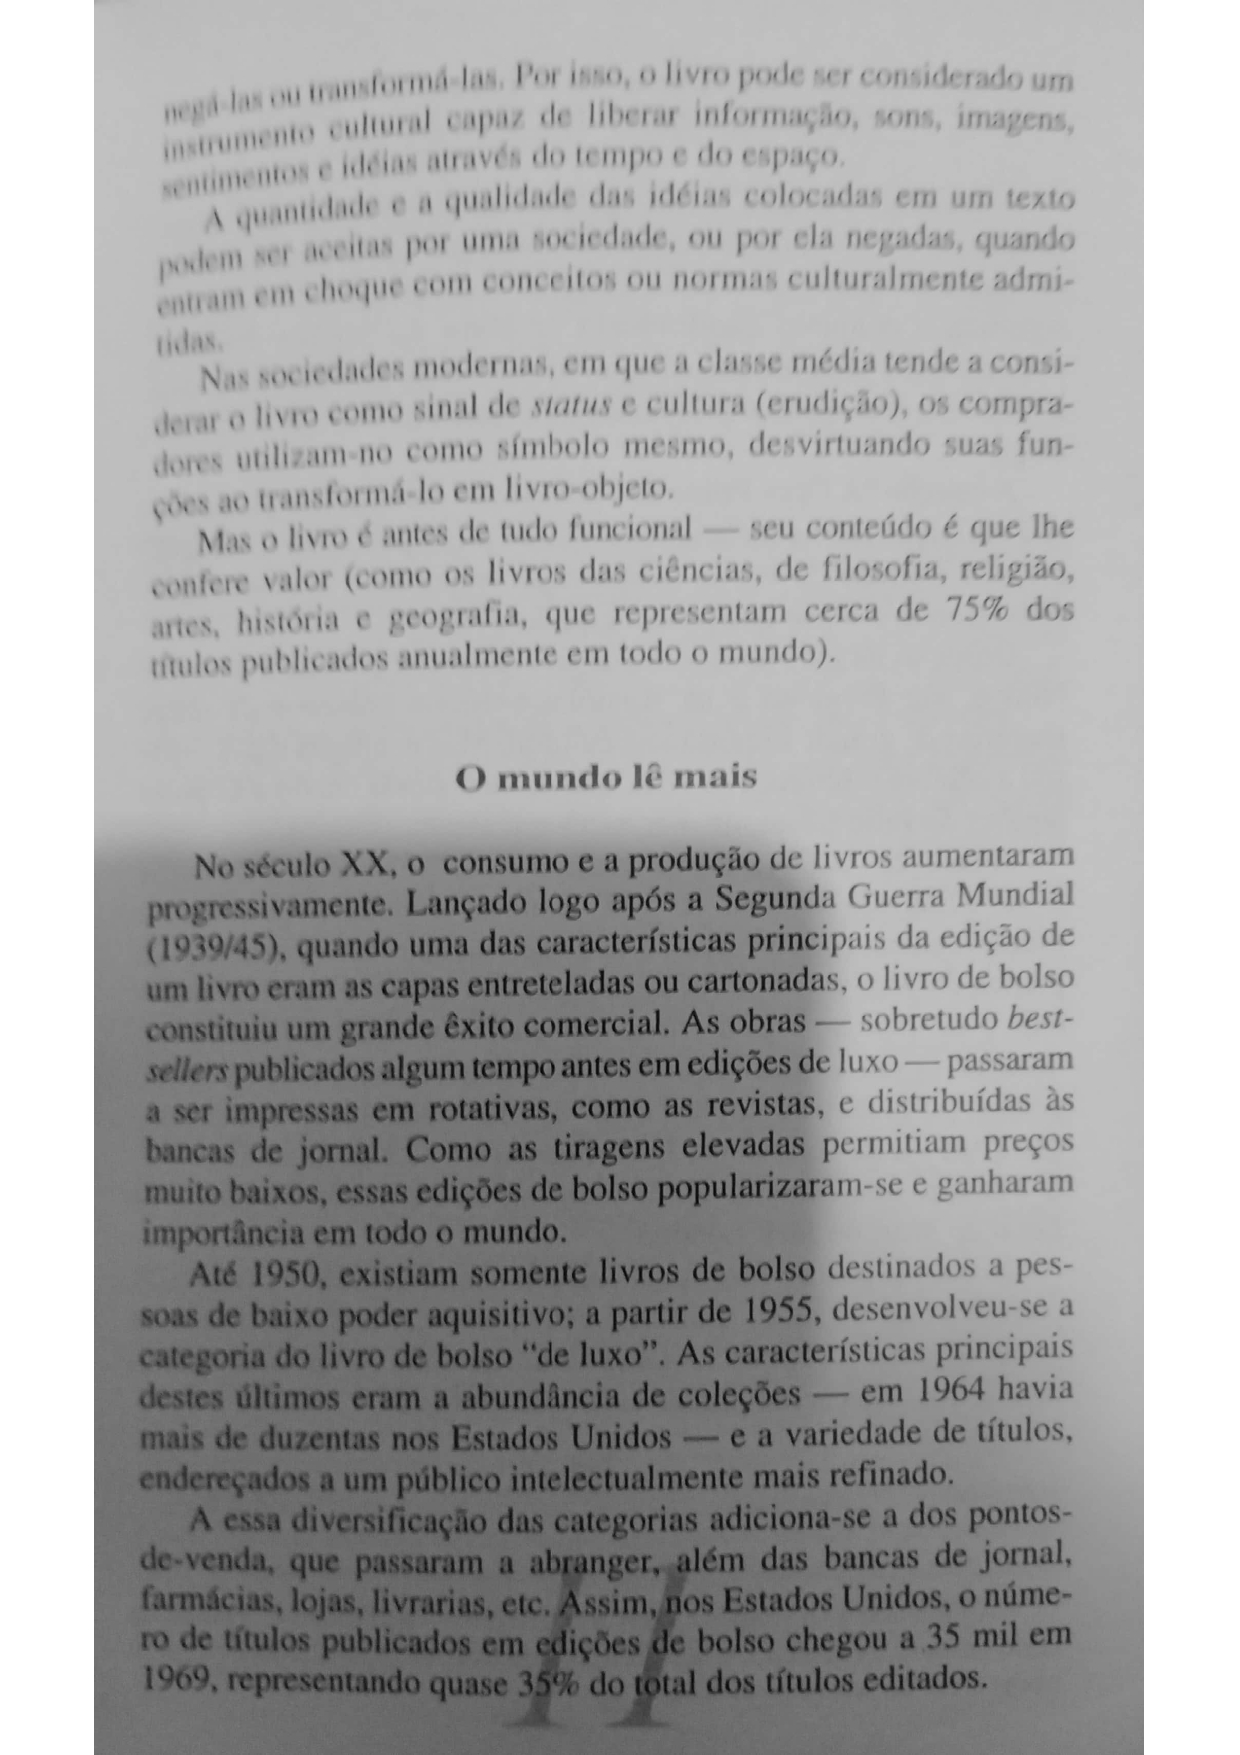 negá-las ou transformá-las. Por isso, o livro pode ser considerado um
instrumento cultural capaz de liberar informação, sons, imagens,
sentimentos e idéias através do tempo e do espaço.
A quantidade e a qualidade das idéias colocadas em um texto
podem ser aceitas por uma sociedade, ou por ela negadas, quando
entram em choque com conceitos ou normas culturalmente admi-
tidas.
Nas sociedades modernas, em que a classe média tende a consi-
derar o livro como sinal de status e cultura (erudição), os compra-
dores utilizam-no como símbolo mesmo, desvirtuando suas fun-
ções ao transformá-lo em livro-objeto.
Mas o livro é antes de tudo funcional — seu conteúdo é que lhe
confere valor (como os livros das ciências, de filosofia, religião,
artes, história e geografia, que representam cerca de 75% dos
títulos publicados anualmente em todo o mundo).
O mundo lê mais
No século XX, o consumo e a produção de livros aumentaram
progressivamente. Lançado logo após a Segunda Guerra Mundial
(1939/45), quando uma das características principais da edição de
um livro eram as capas entreteladas ou cartonadas, o livro de bolso
constituiu um grande êxito comercial. As obras — sobretudo best-
sellers publicados algum tempo antes em edições de luxo — passaram
a ser impressas em rotativas, como as revistas, e distribuídas às
bancas de jornal. Como as tiragens elevadas permitiam preços
muito baixos, essas edições de bolso popularizaram-se e ganharam
importância em todo o mundo.
Até 1950, existiam somente livros de bolso destinados a pes-
soas de baixo poder aquisitivo; a partir de 1955, desenvolveu-se a
categoria do livro de bolso “de luxo”. As características principais
destes últimos eram a abundância de coleções — em 1964 havia
mais de duzentas nos Estados Unidos — e a variedade de títulos,
endereçados a um público intelectualmente mais refinado.
A essa diversificação das categorias adiciona-se a dos pontos-
de-venda, que passaram a abranger, além das bancas de jornal,
farmácias, lojas, livrarias, etc. Assim, nos Estados Unidos, o núme-
ro de títulos publicados em edições de bolso chegou a 35 mil em
1969, representando quase 35% do total dos títulos editados.
11